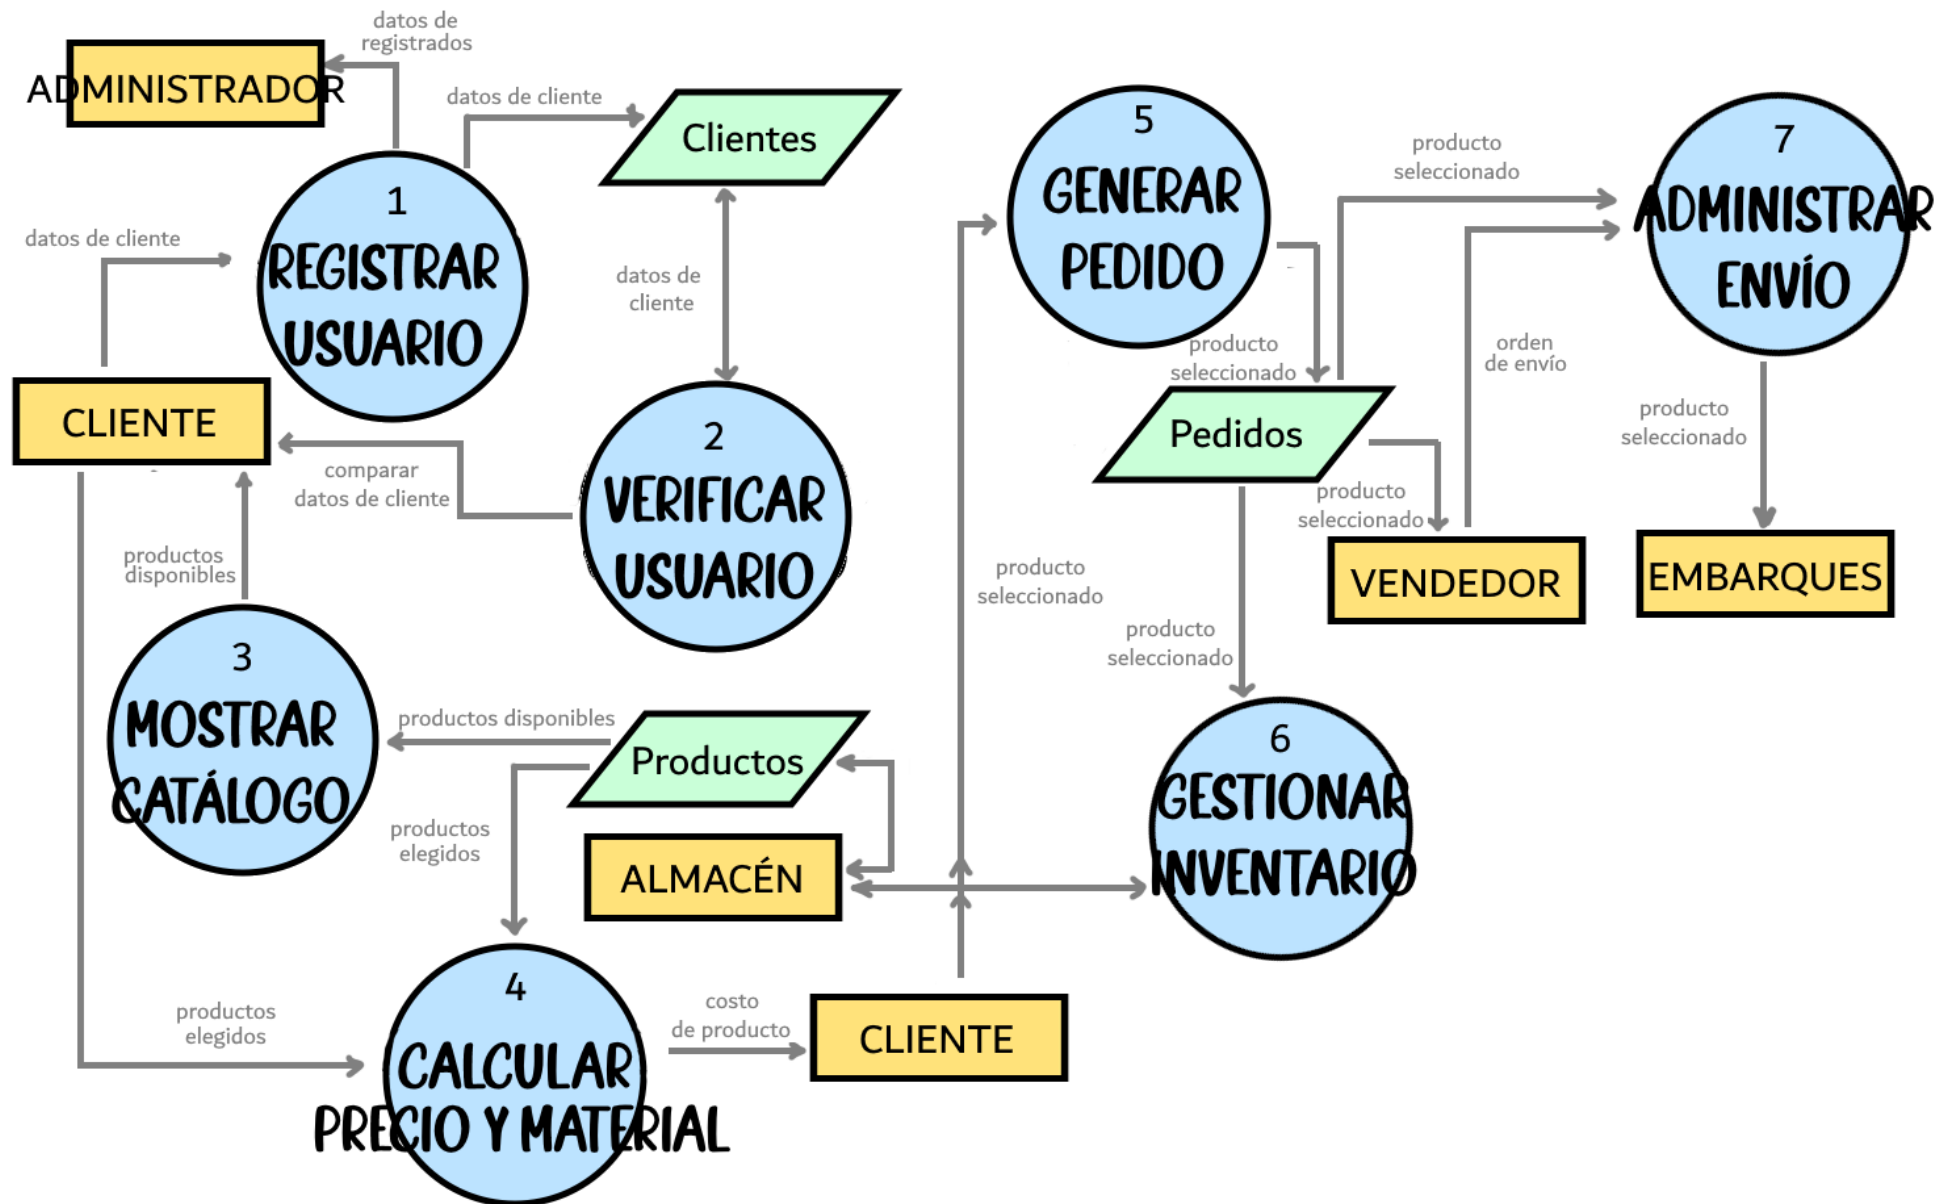 datos de
registrados
ADMINISTRADOR
datos de cliente
Clientes
1
REGISTRAR
USUARIO
datos de cliente
datos de
cliente
CLIENTE
comparar
datos de cliente
2
VERIFICAR
USUARIO
productos
disponibles
3
MOSTRAR
CATÁLOGO
productos disponibles
Productos
productos
elegidos
ALMACÉN
productos
elegidos
4
CALCULAR
PRECIO Y MATERIAL
costo
de producto
CLIENTE
producto
seleccionado
5
GENERAR
PEDIDO
producto
seleccionado
Pedidos
producto
seleccionado
7
ADMINISTRAR
ENVÍO
orden
de envío
producto
seleccionado
producto
seleccionado
VENDEDOR
EMBARQUES
producto
seleccionado
6
GESTIONAR
INVENTARIO